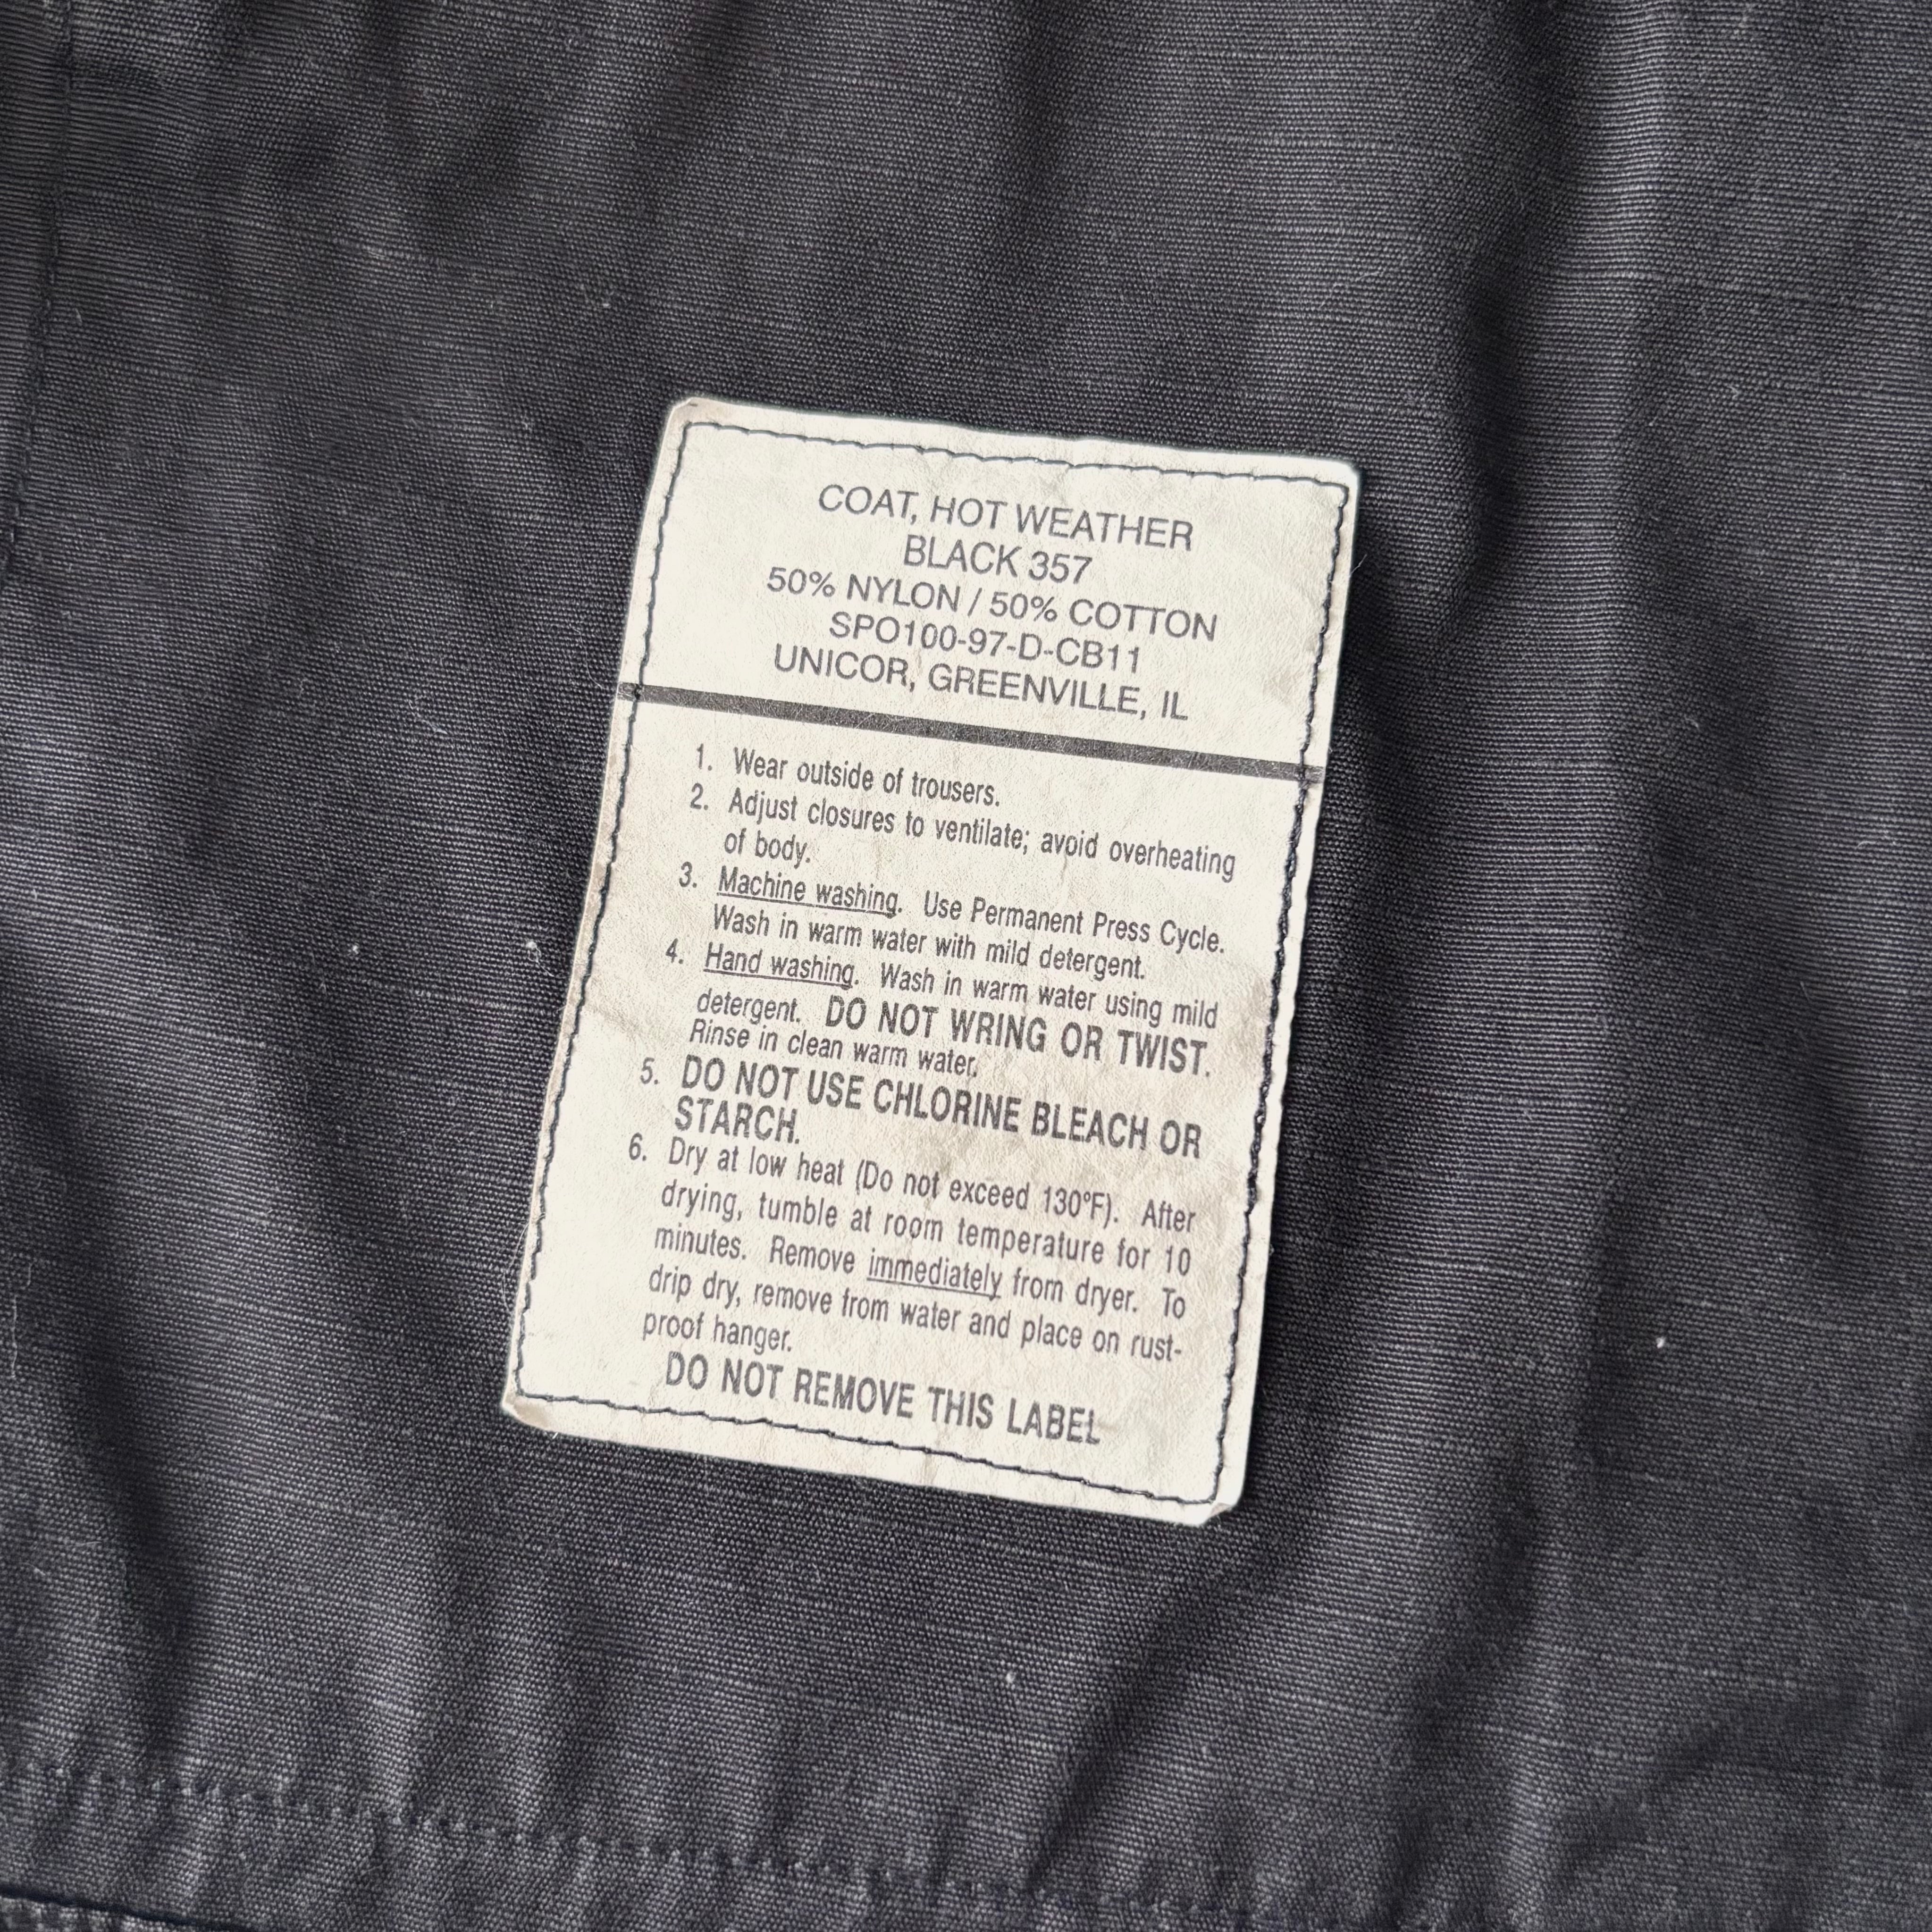 COAT, HOT WEATHER
BLACK 357
50% NYLON / 50% COTTON
SPO100-97-D-CB11
UNICOR, GREENVILLE, IL
1. Wear outside of trousers.
2. Adjust closures to ventilate; avoid overheating
of body.
3. Machine washing. Use Permanent Press Cycle.
Wash in warm water with mild detergent.
4. Hand washing. Wash in warm water using mild
detergent. DO NOT WRING OR TWIST.
Rinse in clean warm water.
5. DO NOT USE CHLORINE BLEACH OR
STARCH.
6. Dry at low heat (Do not exceed 130°F). After
drying, tumble at room temperature for 10
minutes. Remove immediately from dryer. To
drip dry, remove from water and place on rust-
proof hanger.
DO NOT REMOVE THIS LABEL